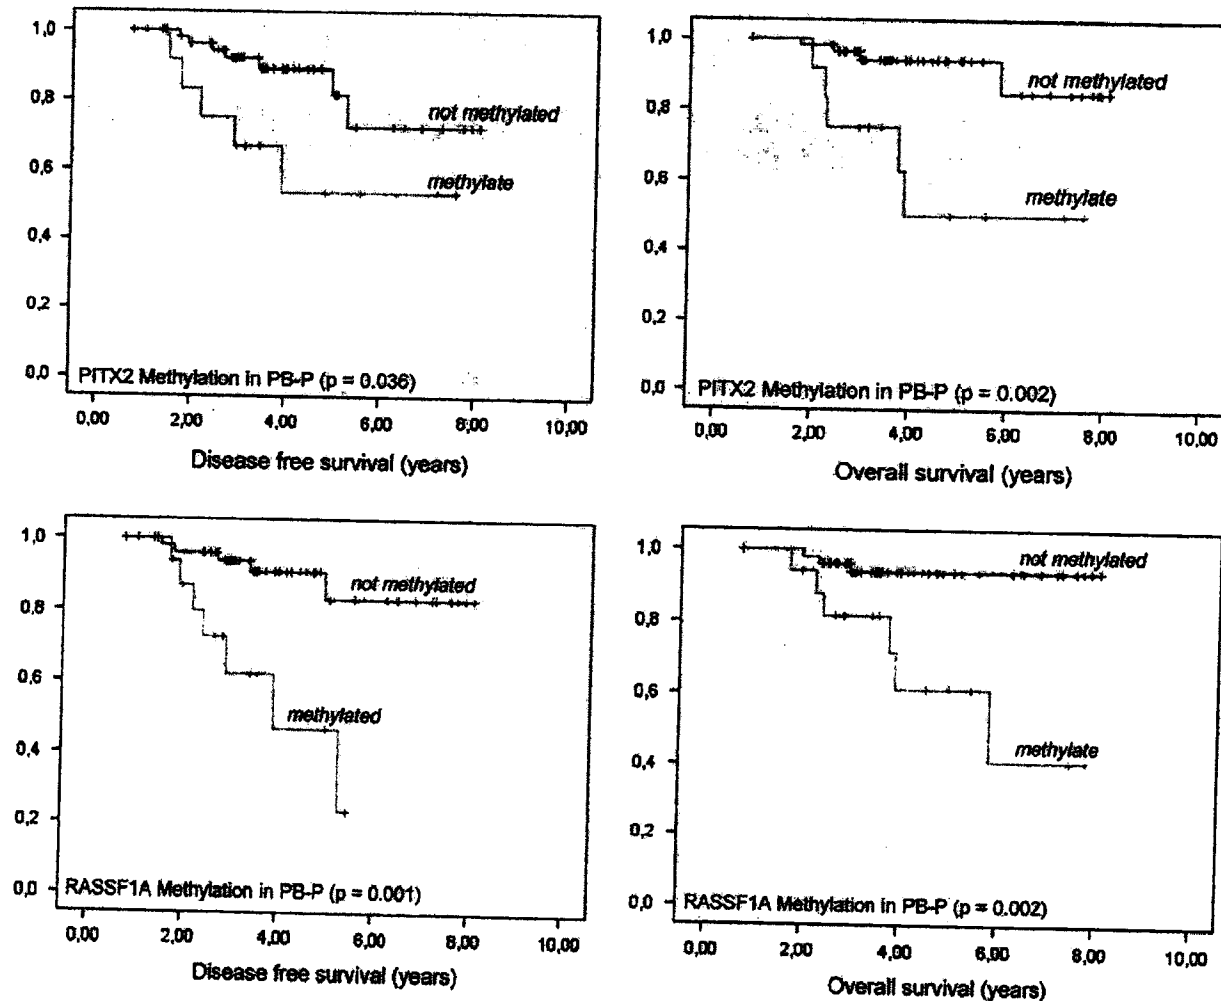 1,0
0,8
0,6
0,4
0,2
0,0
not methylated
methylate
PITX2 Methylation in PB-P (p = 0.036)
0,00 2,00 4,00 6,00 8,00 10,00
Disease free survival (years)
1,0
0,8
0,6
0,4
0,2
0,0
not methylated
methylate
PITX2 Methylation in PB-P (p = 0.002)
0,00 2,00 4,00 6,00 8,00 10,00
Overall survival (years)
1,0
0,8
0,6
0,4
0,2
0,0
not methylated
methylated
RASSF1A Methylation in PB-P (p = 0.001)
0,00 2,00 4,00 6,00 8,00 10,00
Disease free survival (years)
1,0
0,8
0,6
0,4
0,2
0,0
not methylated
methylate
RASSF1A Methylation in PB-P (p = 0.002)
0,00 2,00 4,00 6,00 8,00 10,00
Overall survival (years)